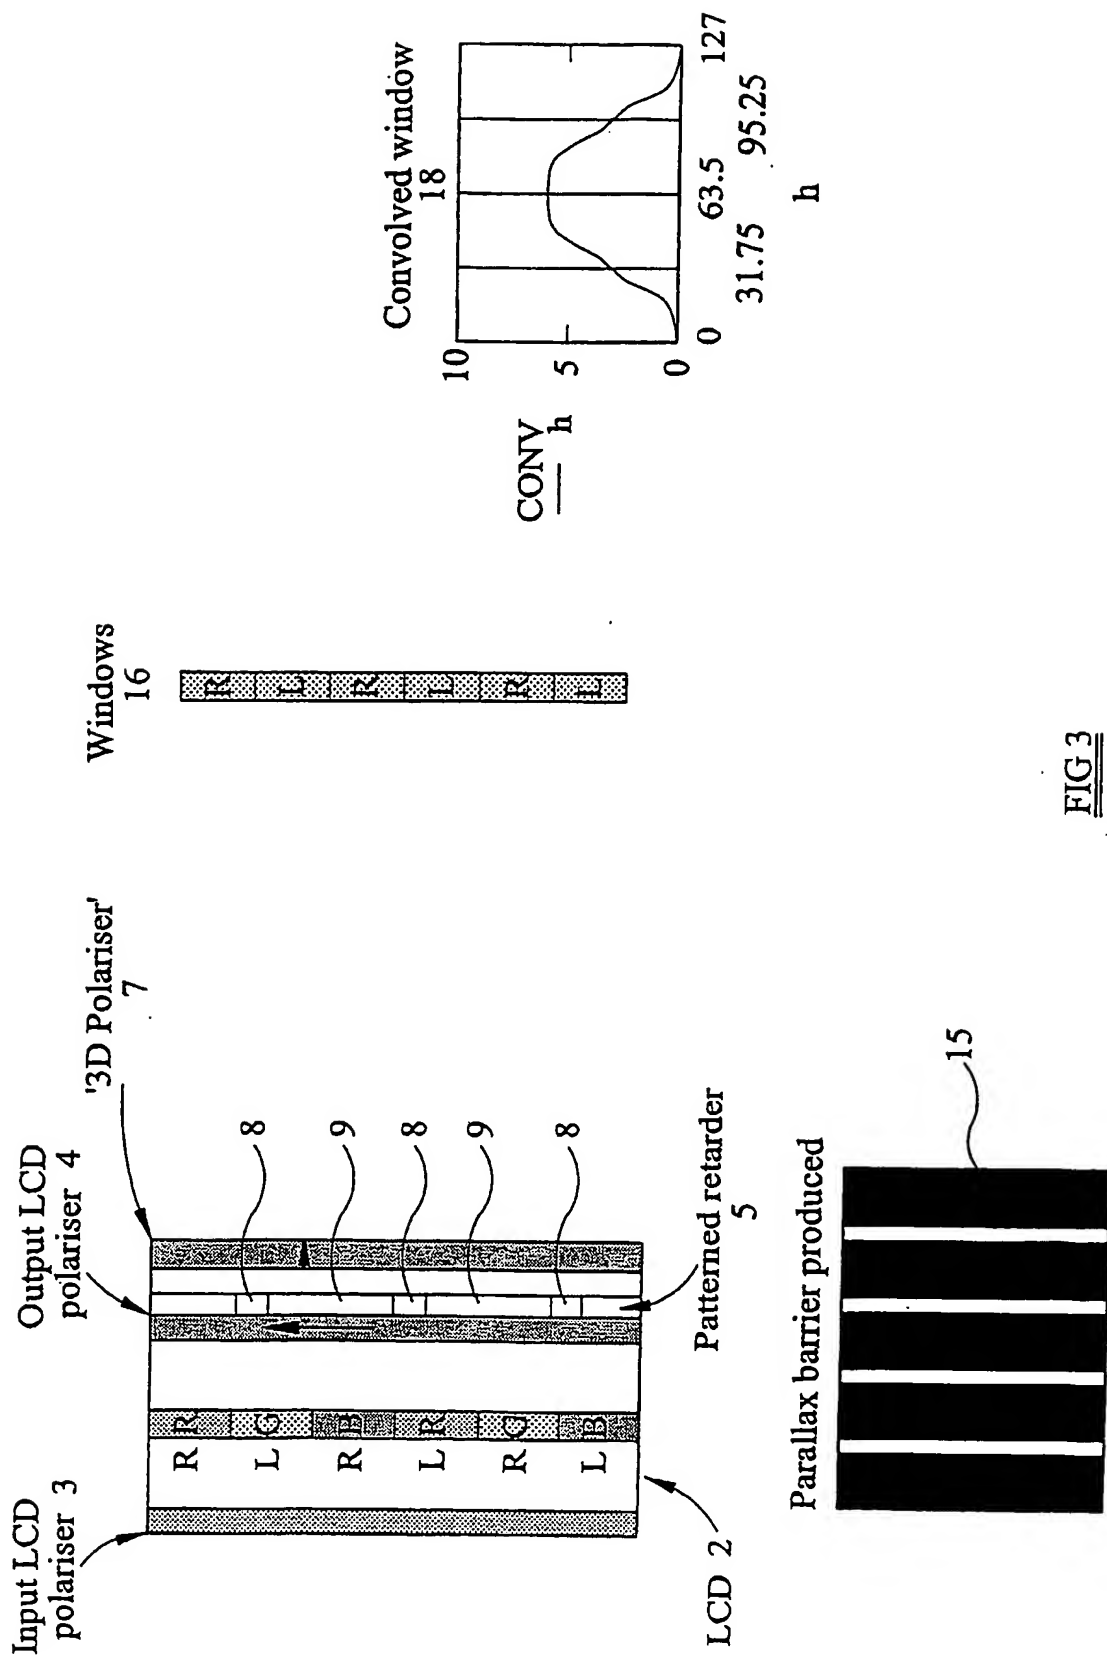 Input LCD
polariser 3
Output LCD
polariser 4
'3D Polariser'
7
Windows
16
Convolved window
18
R
L
R
L
R
L
R
G
B
R
G
B
8
9
8
9
8
R
L
R
L
R
L
CONV
h
10
5
0
0
31.75
63.5
95.25
127
h
LCD 2
Patterned retarder
5
Parallax barrier produced
15
FIG 3